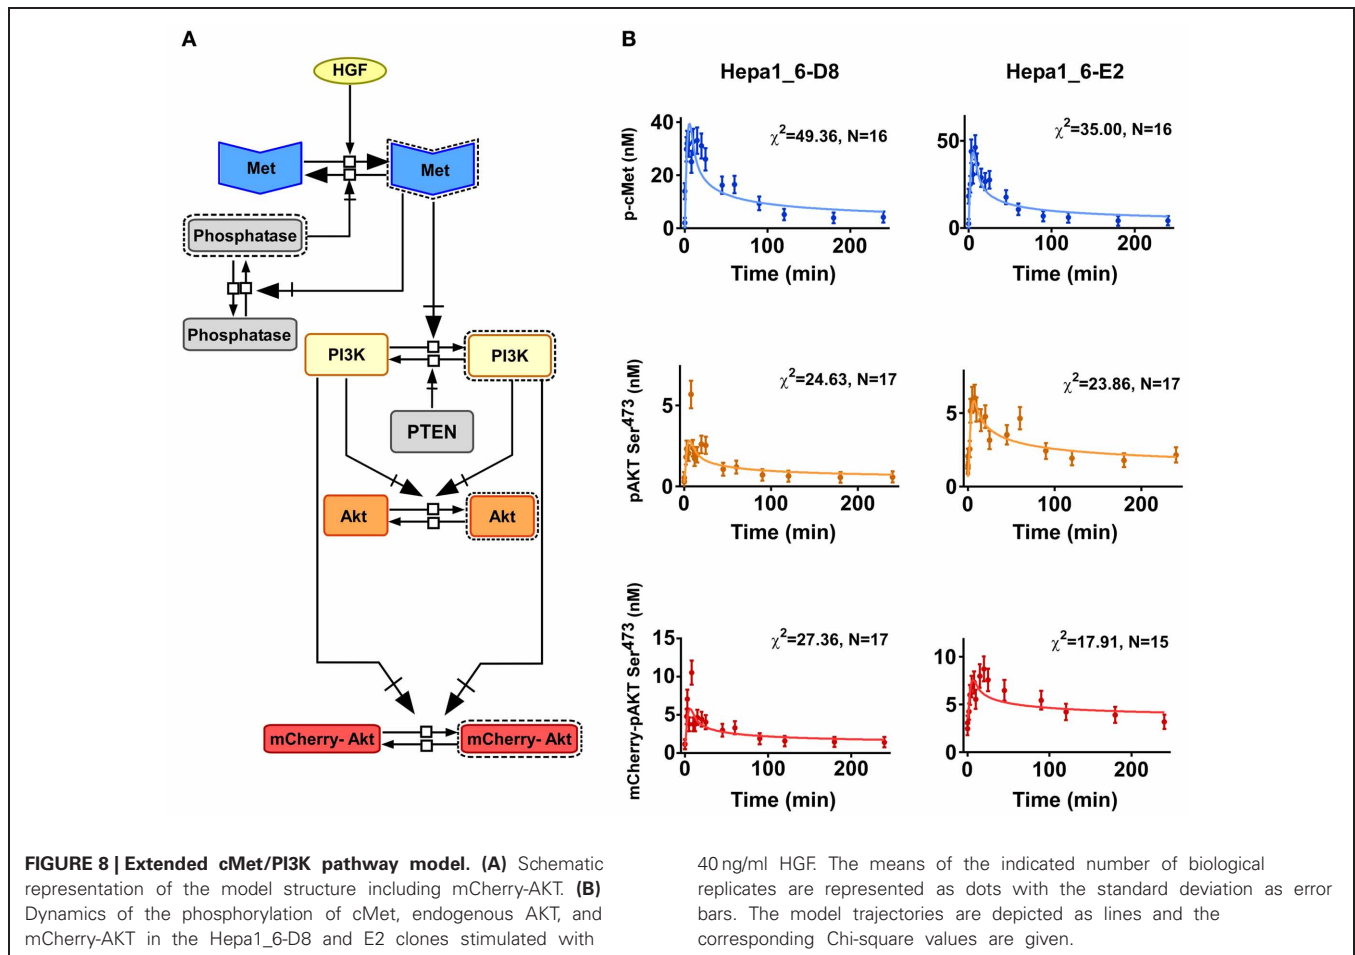 A
HGF
Met
Met
Phosphatase
Phosphatase
PI3K
PI3K
PTEN
Akt
Akt
mCherry- Akt
mCherry- Akt
B
Hepa1_6-D8
Hepa1_6-E2
p-cMet (nM)
40
20
0
χ2=49.36, N=16
0
100
200
Time (min)
50
0
χ2=35.00, N=16
0
100
200
Time (min)
pAKT Ser473 (nM)
5
0
χ2=24.63, N=17
0
100
200
Time (min)
5
0
χ2=23.86, N=17
0
100
200
Time (min)
mCherry-pAKT Ser473 (nM)
15
10
5
0
χ2=27.36, N=17
0
100
200
Time (min)
10
5
0
χ2=17.91, N=15
0
100
200
Time (min)
FIGURE 8 | Extended cMet/PI3K pathway model. (A) Schematic
representation of the model structure including mCherry-AKT. (B)
Dynamics of the phosphorylation of cMet, endogenous AKT, and
mCherry-AKT in the Hepa1_6-D8 and E2 clones stimulated with
40 ng/ml HGF. The means of the indicated number of biological
replicates are represented as dots with the standard deviation as error
bars. The model trajectories are depicted as lines and the
corresponding Chi-square values are given.